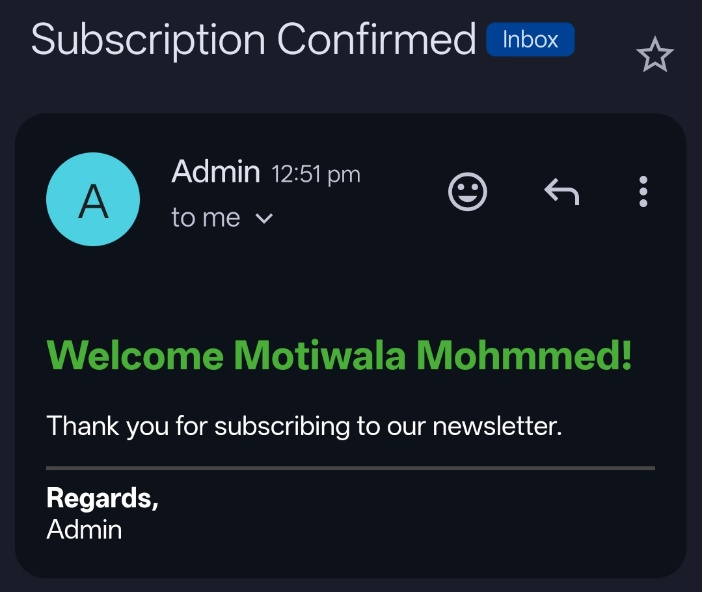 Subscription Confirmed Inbox
A
Admin 12:51 pm
to me
Welcome Motiwala Mohmmed!
Thank you for subscribing to our newsletter.
Regards,
Admin